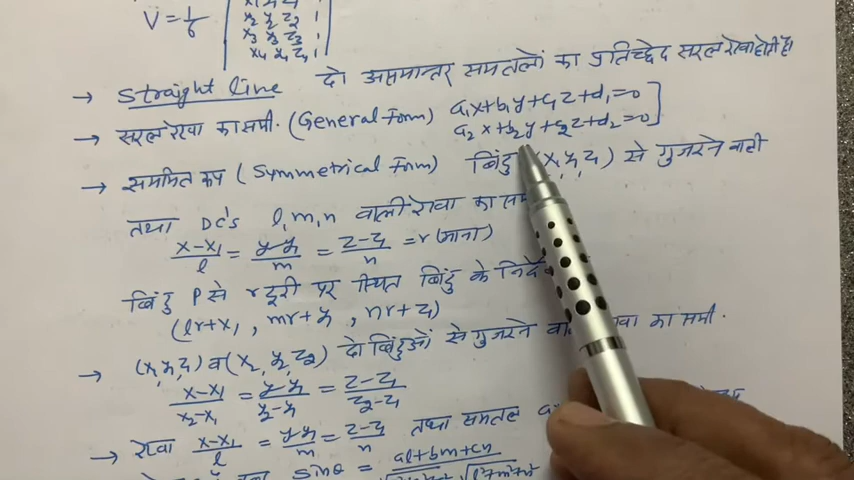 V = 1/6 | x₁ y₁ z₁ 1
x₂ y₂ z₂ 1
x₃ y₃ z₃ 1
x₄ y₄ z₄ 1 |
→ Straight line दो असमान्तर समतलों का प्रतिच्छेद सरल रेखा होती है।
→ सरल रेखा का समी. (General Form) a₁x+b₁y+c₁z+d₁=0
a₂x+b₂y+c₂z+d₂=0 ]
→ सममित रूप (Symmetrical Form) बिंदु (x₁,y₁,z₁) से गुजरने वाली
तथा DC's l,m,n वाली रेखा का
x-x₁/l = y-y₁/m = z-z₁/n = r (माना)
बिंदु P से r दूरी पर स्थित बिंदु के
(lr+x₁, mr+y₁, nr+z₁)
→ (x₁,y₁,z₁) व (x₂,y₂,z₂) दो बिंदुओं से गुजरने का समी.
x-x₁/x₂-x₁ = y-y₁/y₂-y₁ = z-z₁/z₂-z₁
→ रेखा x-x₁/l = y-y₁/m = z-z₁/n तथा समतल
sinθ = al+bm+cn